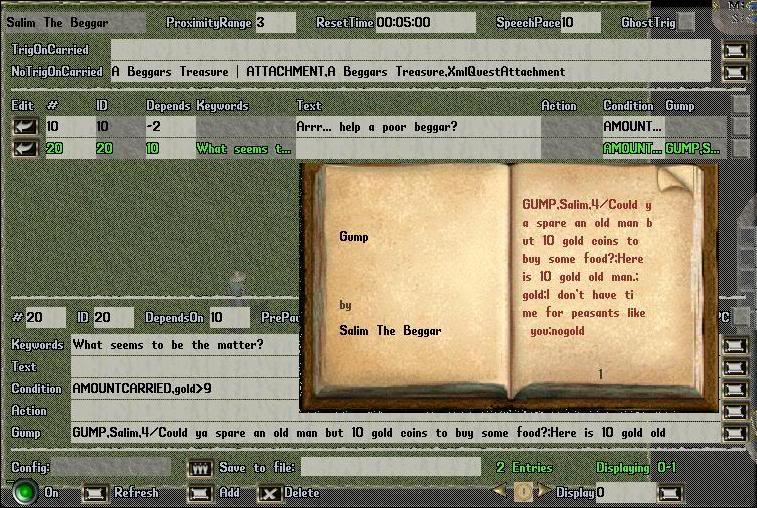 Salim The Beggar ProximityRange 3 ResetTime 00:05:00 SpeechPace 10 GhostTrig
TrigOnCarried
NoTrigOnCarried A Beggars Treasure | ATTACHMENT,A Beggars Treasure,XmlQuestAttachment
Edit # ID Depends Keywords Text Action Condition Gump
10 10 -2 Arrr... help a poor beggar? AMOUNT...
20 20 10 What seems t... AMOUNT... GUMP,S...
Gump
by
Salim The Beggar
GUMP,Salim,4/Could y
a spare an old man b
ut 10 gold coins to
buy some food?;Here
is 10 gold old man.;
gold;I don't have ti
me for peasants like
you;nogold
1
# 20 ID 20 DependsOn 10 PrePau
Keywords What seems to be the matter?
Text
Condition AMOUNTCARRIED,gold>9
Action
Gump GUMP,Salim,4/Could ya spare an old man but 10 gold coins to buy some food?;Here is 10 gold old
Config: Save to file: 2 Entries Displaying 0-1
On Refresh Add Delete Display 0